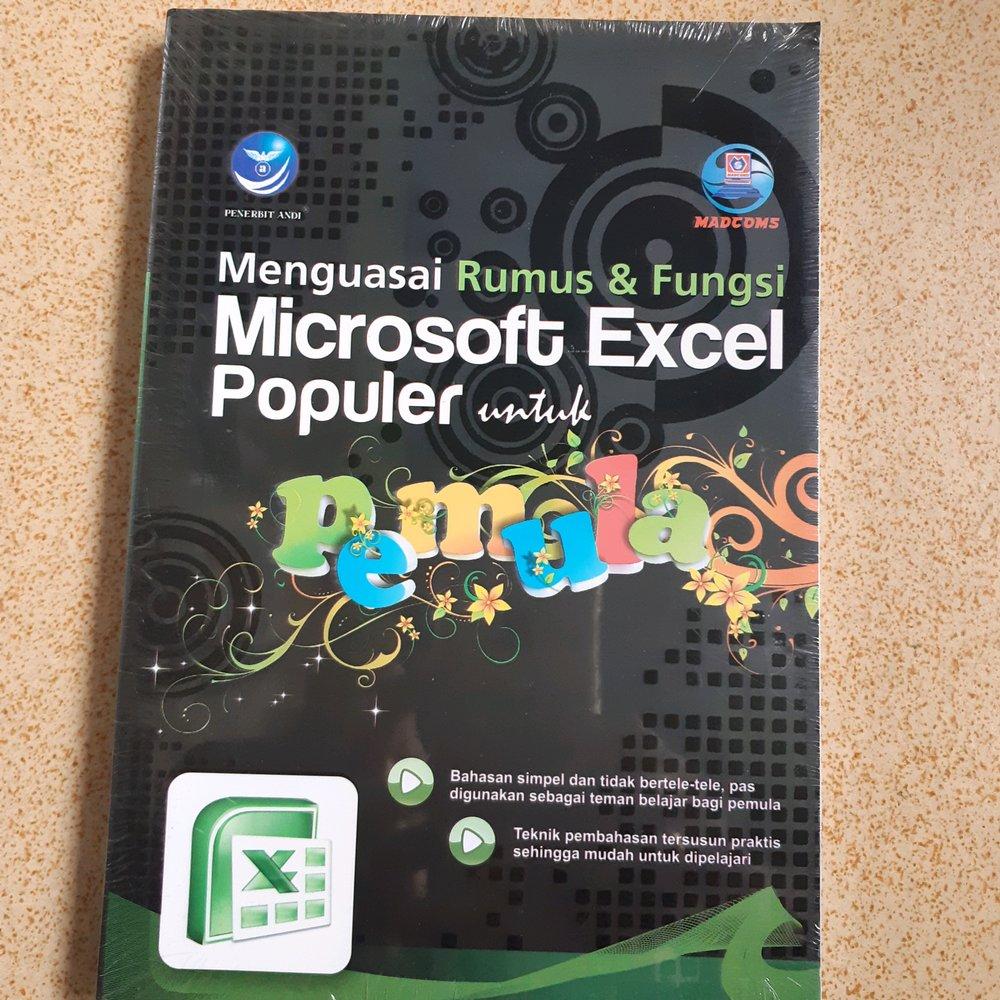 PENERBIT ANDI
MADCOMS
Menguasai Rumus & Fungsi
Microsoft Excel
Populer untuk
pemula
Bahasan simpel dan tidak bertele-tele, pas
digunakan sebagai teman belajar bagi pemula
Teknik pembahasan tersusun praktis
sehingga mudah untuk dipelajari